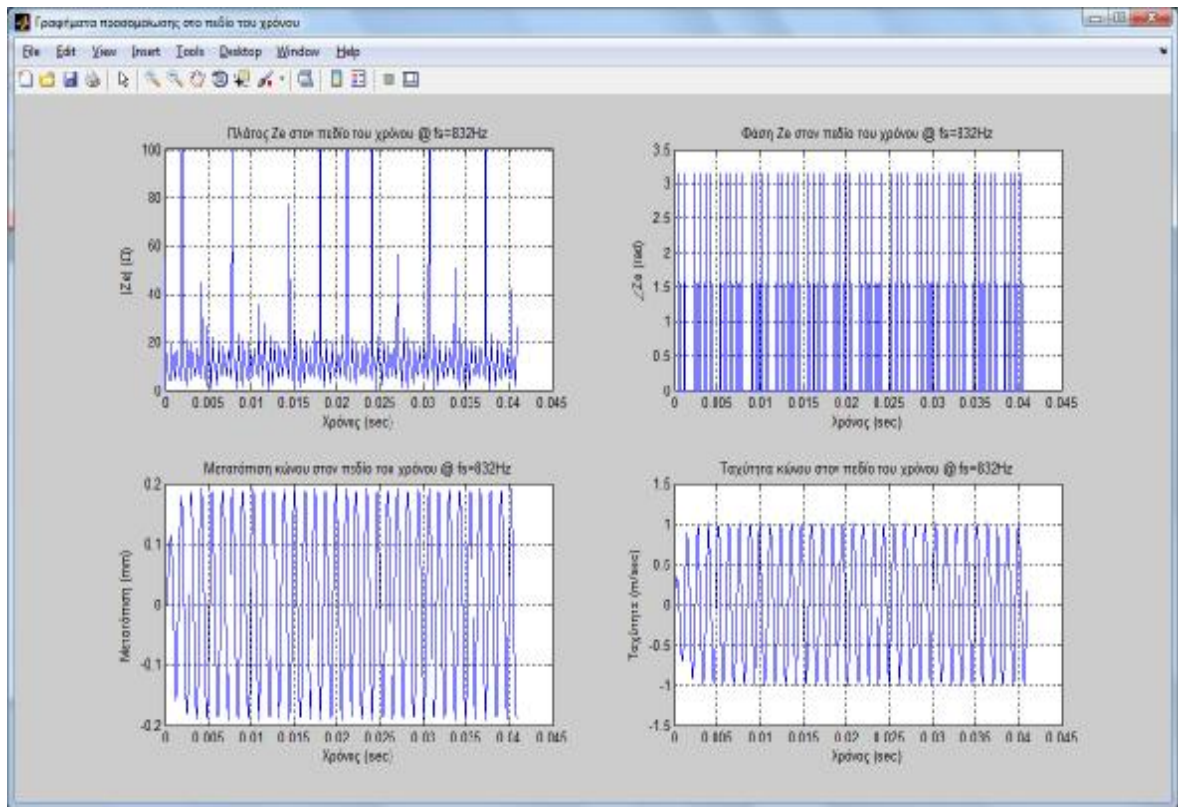 Γραφήματα προσομοίωσης στο πεδίο του χρόνου
File Edit View Insert Tools Desktop Window Help
Πλάτος Ze στον πεδίο του χρόνου @ fs=832Hz
100
80
60
40
20
0
|Ze| (Ω)
0 0.005 0.01 0.015 0.02 0.025 0.03 0.035 0.04 0.045
Χρόνος (sec)
Φαση Ze στον πεδίο του χρόνου @ fs=832Hz
3.5
3
2.5
2
1.5
1
0.5
0
∠Ze (rad)
0 0.005 0.01 0.015 0.02 0.025 0.03 0.035 0.04 0.045
Χρόνος (sec)
Μετατόπιση κώνου στον πεδίο του χρόνου @ fs=832Hz
0.2
0.1
0
-0.1
-0.2
Μετατόπιση (mm)
0 0.005 0.01 0.015 0.02 0.025 0.03 0.035 0.04 0.045
Χρόνος (sec)
Ταχύτητα κώνου στον πεδίο του χρόνου @ fs=832Hz
1.5
1
0.5
0
-0.5
-1
-1.5
Ταχύτητα (m/sec)
0 0.005 0.01 0.015 0.02 0.025 0.03 0.035 0.04 0.045
Χρόνος (sec)